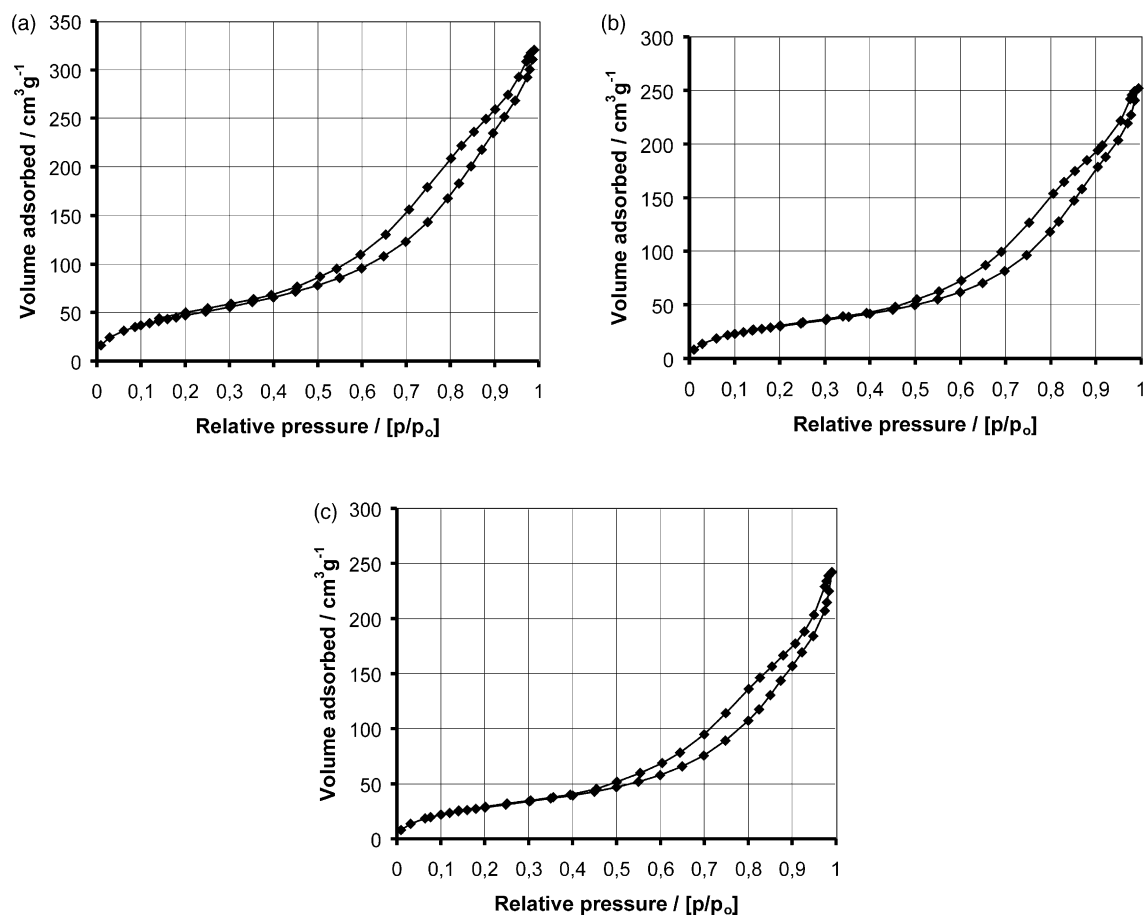 (a)
350
300
250
200
150
100
50
0
Volume adsorbed / cm³g⁻¹
0 0,1 0,2 0,3 0,4 0,5 0,6 0,7 0,8 0,9 1
Relative pressure / [p/pₒ]
(b)
300
250
200
150
100
50
0
Volume adsorbed / cm³g⁻¹
0 0,1 0,2 0,3 0,4 0,5 0,6 0,7 0,8 0,9 1
Relative pressure / [p/pₒ]
(c)
300
250
200
150
100
50
0
Volume adsorbed / cm³g⁻¹
0 0,1 0,2 0,3 0,4 0,5 0,6 0,7 0,8 0,9 1
Relative pressure / [p/pₒ]